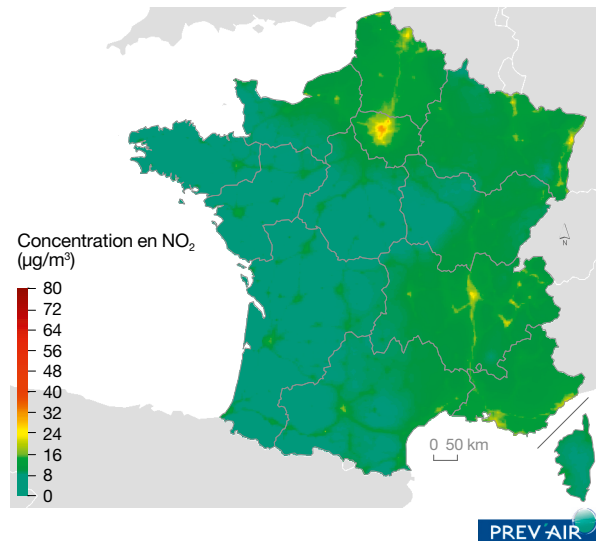 Concentration en NO₂
(µg/m³)
80
72
64
56
48
40
32
24
16
8
0
N
0 50 km
PREV'AIR